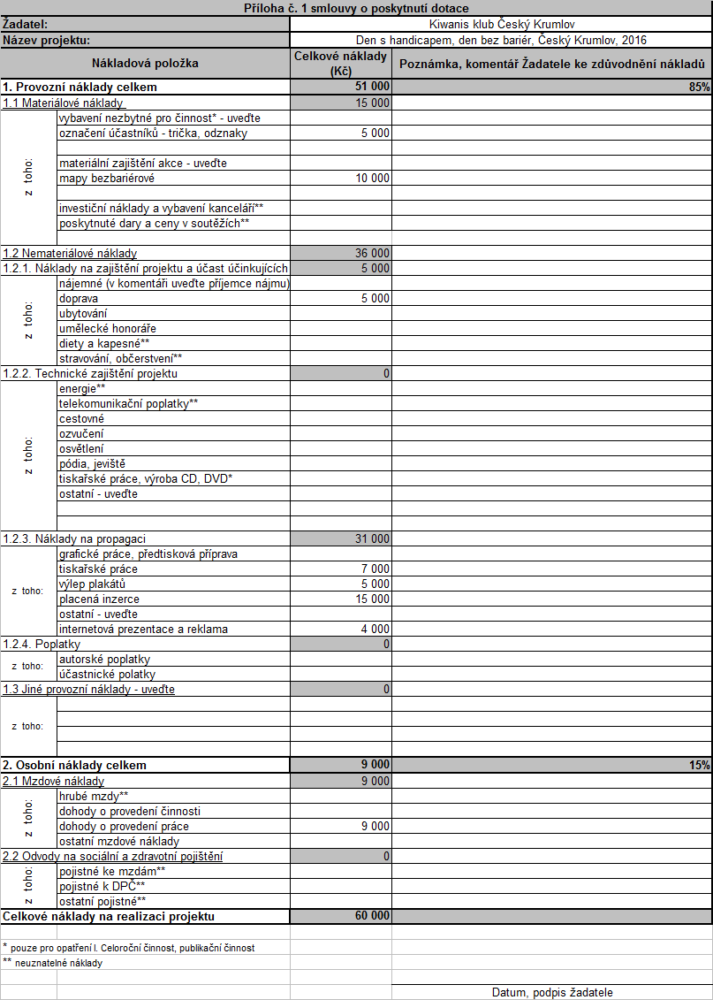 Příloha č. 1 smlouvy o poskytnutí dotace
Žadatel: Kiwanis klub Český Krumlov
Název projektu: Den s handicapem, den bez bariér, Český Krumlov, 2016
Nákladová položka Celkové náklady (Kč) Poznámka, komentář Žadatele ke zdůvodnění nákladů
1. Provozní náklady celkem 51 000 85%
1.1 Materiálové náklady 15 000
z toho:
vybavení nezbytné pro činnost* - uveďte
označení účastníků - trička, odznaky 5 000
materiální zajištění akce - uveďte
mapy bezbariérové 10 000
investiční náklady a vybavení kanceláří**
poskytnuté dary a ceny v soutěžích**
1.2 Nemateriálové náklady 36 000
1.2.1. Náklady na zajištění projektu a účast účinkujících 5 000
z toho:
nájemné (v komentáři uveďte příjemce nájmu)
doprava 5 000
ubytování
umělecké honoráře
diety a kapesné**
stravování, občerstvení**
1.2.2. Technické zajištění projektu 0
z toho:
energie**
telekomunikační poplatky**
cestovné
ozvučení
osvětlení
pódia, jeviště
tiskařské práce, výroba CD, DVD*
ostatní - uveďte
1.2.3. Náklady na propagaci 31 000
z toho:
grafické práce, předtisková příprava
tiskařské práce 7 000
výlep plakátů 5 000
placená inzerce 15 000
ostatní - uveďte
internetová prezentace a reklama 4 000
1.2.4. Poplatky 0
z toho:
autorské poplatky
účastnické polatky
1.3 Jiné provozní náklady - uveďte 0
z toho:
2. Osobní náklady celkem 9 000 15%
2.1 Mzdové náklady 9 000
z toho:
hrubé mzdy**
dohody o provedení činnosti
dohody o provedení práce 9 000
ostatní mzdové náklady
2.2 Odvody na sociální a zdravotní pojištění 0
z toho:
pojistné ke mzdám**
pojistné k DPČ**
ostatní pojistné**
Celkové náklady na realizaci projektu 60 000
* pouze pro opatření I. Celoroční činnost, publikační činnost
** neuznatelné náklady
Datum, podpis žadatele